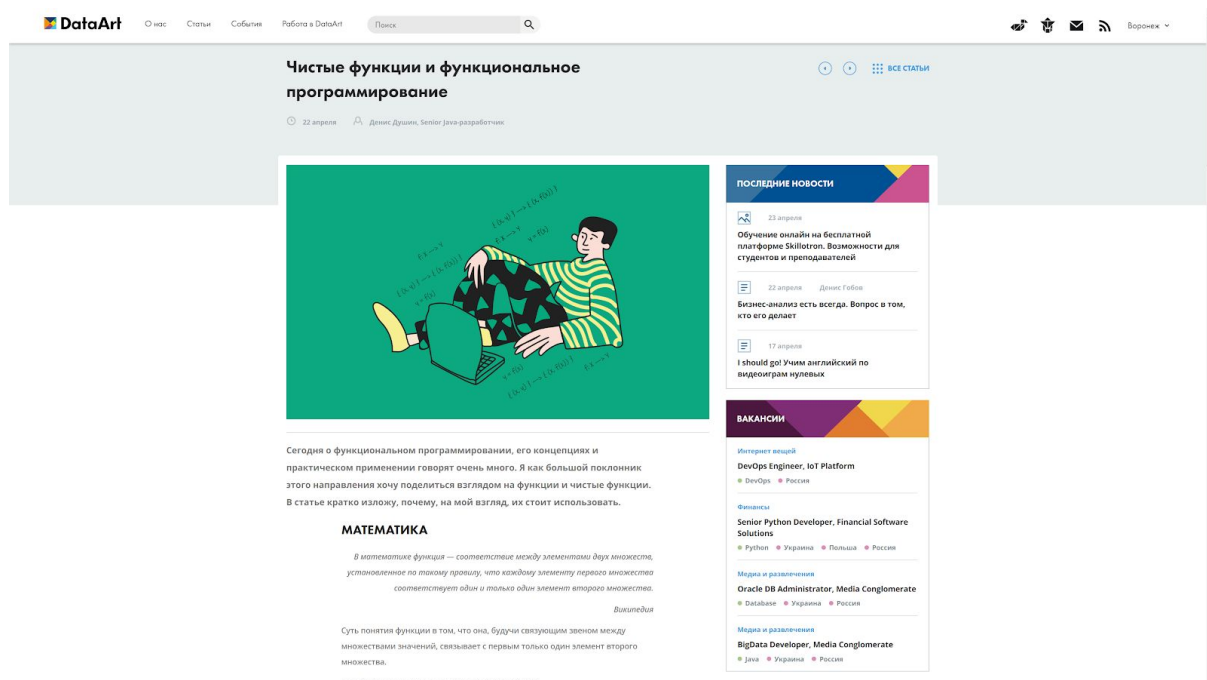 DataArt
О нас
Статьи
События
Работа в DataArt
Поиск
Воронеж
Чистые функции и функциональное
программирование
ВСЕ СТАТЬИ
22 апреля
Денис Душин, Senior Java-разработчик
Сегодня о функциональном программировании, его концепциях и
практическом применении говорят очень много. Я как большой поклонник
этого направления хочу поделиться взглядом на функции и чистые функции.
В статье кратко изложу, почему, на мой взгляд, их стоит использовать.
МАТЕМАТИКА
В математике функция — соответствие между элементами двух множеств,
установленное по такому правилу, что каждому элементу первого множества
соответствует один и только один элемент второго множества.
Википедия
Суть понятия функции в том, что она, будучи связующим звеном между
множествами значений, связывает с первым только один элемент второго
множества.
ПОСЛЕДНИЕ НОВОСТИ
23 апреля
Обучение онлайн на бесплатной
платформе Skillotron. Возможности для
студентов и преподавателей
22 апреля Денис Гобов
Бизнес-анализ есть всегда. Вопрос в том,
кто его делает
17 апреля
I should go! Учим английский по
видеоиграм нулевых
ВАКАНСИИ
Интернет вещей
DevOps Engineer, IoT Platform
DevOps Россия
Финансы
Senior Python Developer, Financial Software
Solutions
Python Украина Польша Россия
Медиа и развлечения
Oracle DB Administrator, Media Conglomerate
Database Украина Россия
Медиа и развлечения
BigData Developer, Media Conglomerate
Java Украина Россия